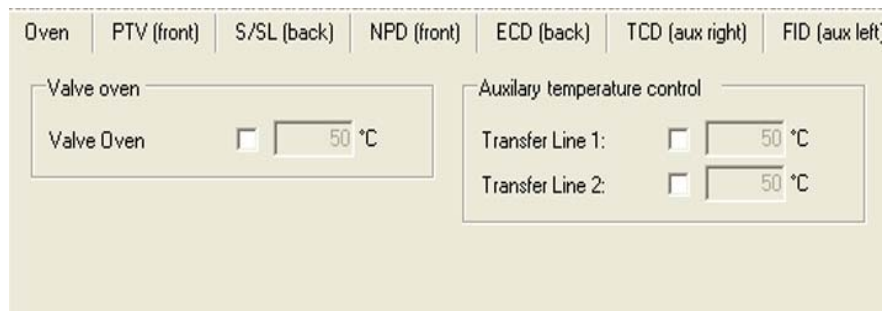 Oven PTV (front) S/SL (back) NPD (front) ECD (back) TCD (aux right) FID (aux left)
Valve oven
Valve Oven 50 °C
Auxilary temperature control
Transfer Line 1: 50 °C
Transfer Line 2: 50 °C